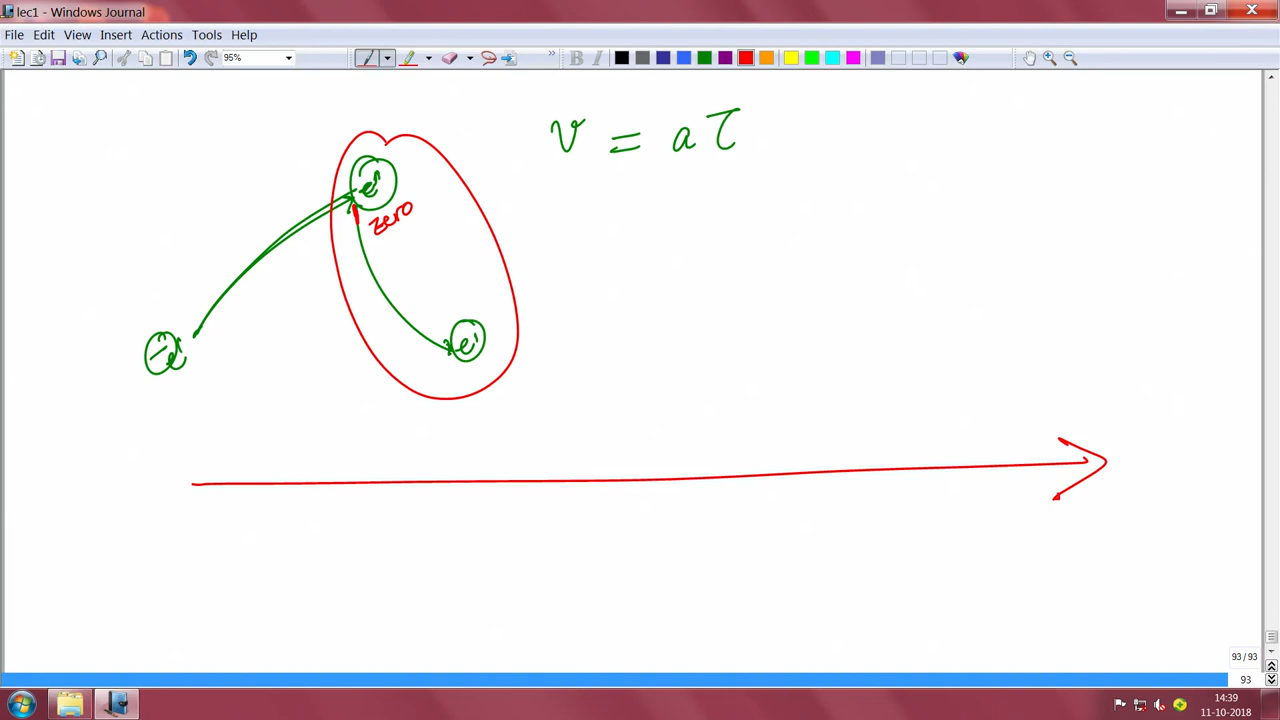 lec1 - Windows Journal
File Edit View Insert Actions Tools Help
95%
B I
v = a τ
e
zero
-e
e
93 / 93
93
14:39
11-10-2018